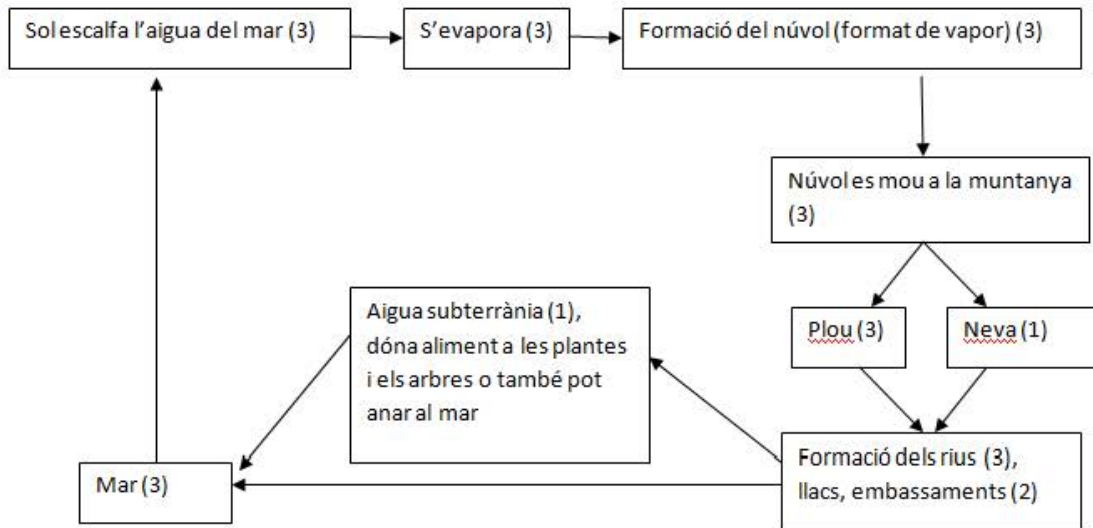 Sol escalfa l'aigua del mar (3)
S'evapora (3)
Formació del núvol (format de vapor) (3)
Núvol es mou a la muntanya
(3)
Plou (3)
Neva (1)
Aigua subterrània (1),
dóna aliment a les plantes
i els arbres o també pot
anar al mar
Formació dels rius (3),
llacs, embassaments (2)
Mar (3)